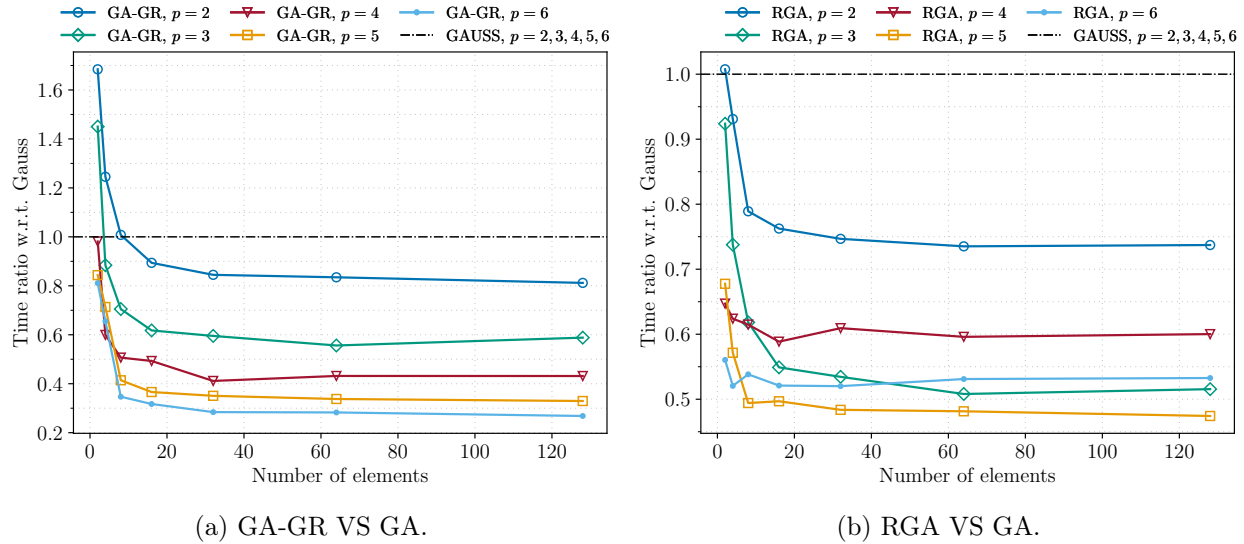 GA-GR, p = 2
GA-GR, p = 4
GA-GR, p = 6
GA-GR, p = 3
GA-GR, p = 5
GAUSS, p = 2, 3, 4, 5, 6
Time ratio w.r.t. Gauss
1.6
1.4
1.2
1.0
0.8
0.6
0.4
0.2
0 20 40 60 80 100 120
Number of elements
(a) GA-GR VS GA.
RGA, p = 2
RGA, p = 4
RGA, p = 6
RGA, p = 3
RGA, p = 5
GAUSS, p = 2, 3, 4, 5, 6
Time ratio w.r.t. Gauss
1.0
0.9
0.8
0.7
0.6
0.5
0 20 40 60 80 100 120
Number of elements
(b) RGA VS GA.